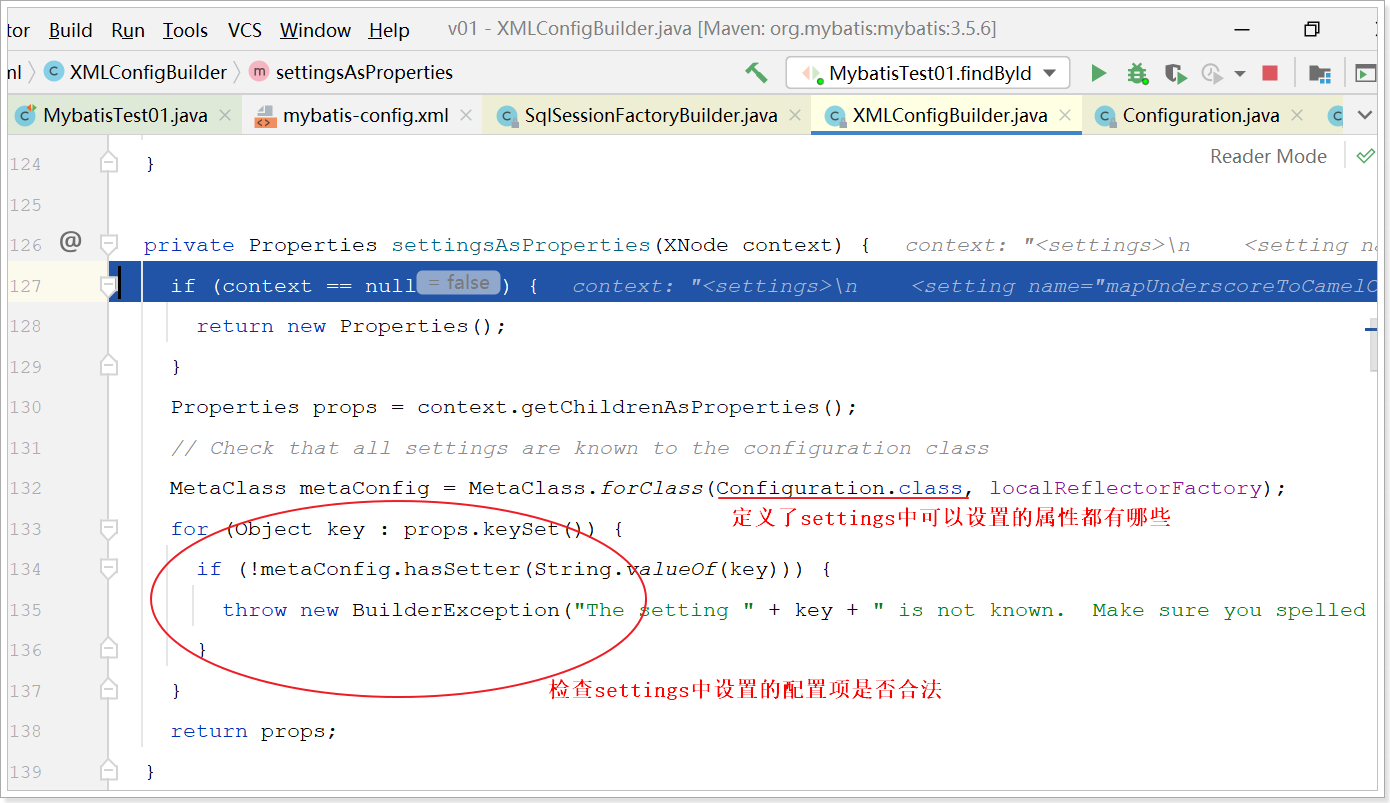 tor Build Run Tools VCS Window Help v01 - XMLConfigBuilder.java [Maven: org.mybatis:mybatis:3.5.6]
ml XMLConfigBuilder settingsAsProperties MybatisTest01.findById
MybatisTest01.java mybatis-config.xml SqlSessionFactoryBuilder.java XMLConfigBuilder.java Configuration.java
Reader Mode
124 }
125
126 @ private Properties settingsAsProperties(XNode context) { context: "<settings>\n <setting na
127 if (context == null = false ) { context: "<settings>\n <setting name="mapUnderscoreToCamelC
128 return new Properties();
129 }
130 Properties props = context.getChildrenAsProperties();
131 // Check that all settings are known to the configuration class
132 MetaClass metaConfig = MetaClass.forClass(Configuration.class, localReflectorFactory);
定义了settings中可以设置的属性都有哪些
133 for (Object key : props.keySet()) {
134 if (!metaConfig.hasSetter(String.valueOf(key))) {
135 throw new BuilderException("The setting " + key + " is not known.  Make sure you spelled
136 }
137 }
检查settings中设置的配置项是否合法
138 return props;
139 }